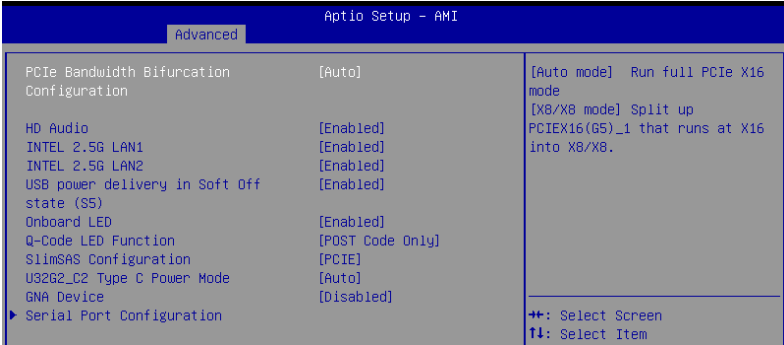 Aptio Setup – AMI
Advanced
PCIe Bandwidth Bifurcation [Auto]
Configuration
HD Audio [Enabled]
INTEL 2.5G LAN1 [Enabled]
INTEL 2.5G LAN2 [Enabled]
USB power delivery in Soft Off [Enabled]
state (S5)
Onboard LED [Enabled]
Q-Code LED Function [POST Code Only]
SlimSAS Configuration [PCIE]
U32G2_C2 Type C Power Mode [Auto]
GNA Device [Disabled]
Serial Port Configuration
[Auto mode] Run full PCIe X16
mode
[X8/X8 mode] Split up
PCIEX16(G5)_1 that runs at X16
into X8/X8.
→←: Select Screen
↑↓: Select Item